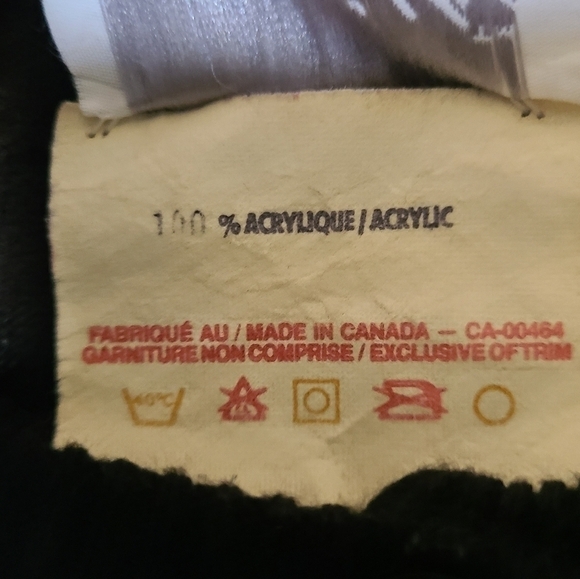 100 % ACRYLIQUE / ACRYLIC
FABRIQUÉ AU / MADE IN CANADA — CA-00464
GARNITURE NON COMPRISE / EXCLUSIVE OF TRIM
40°C